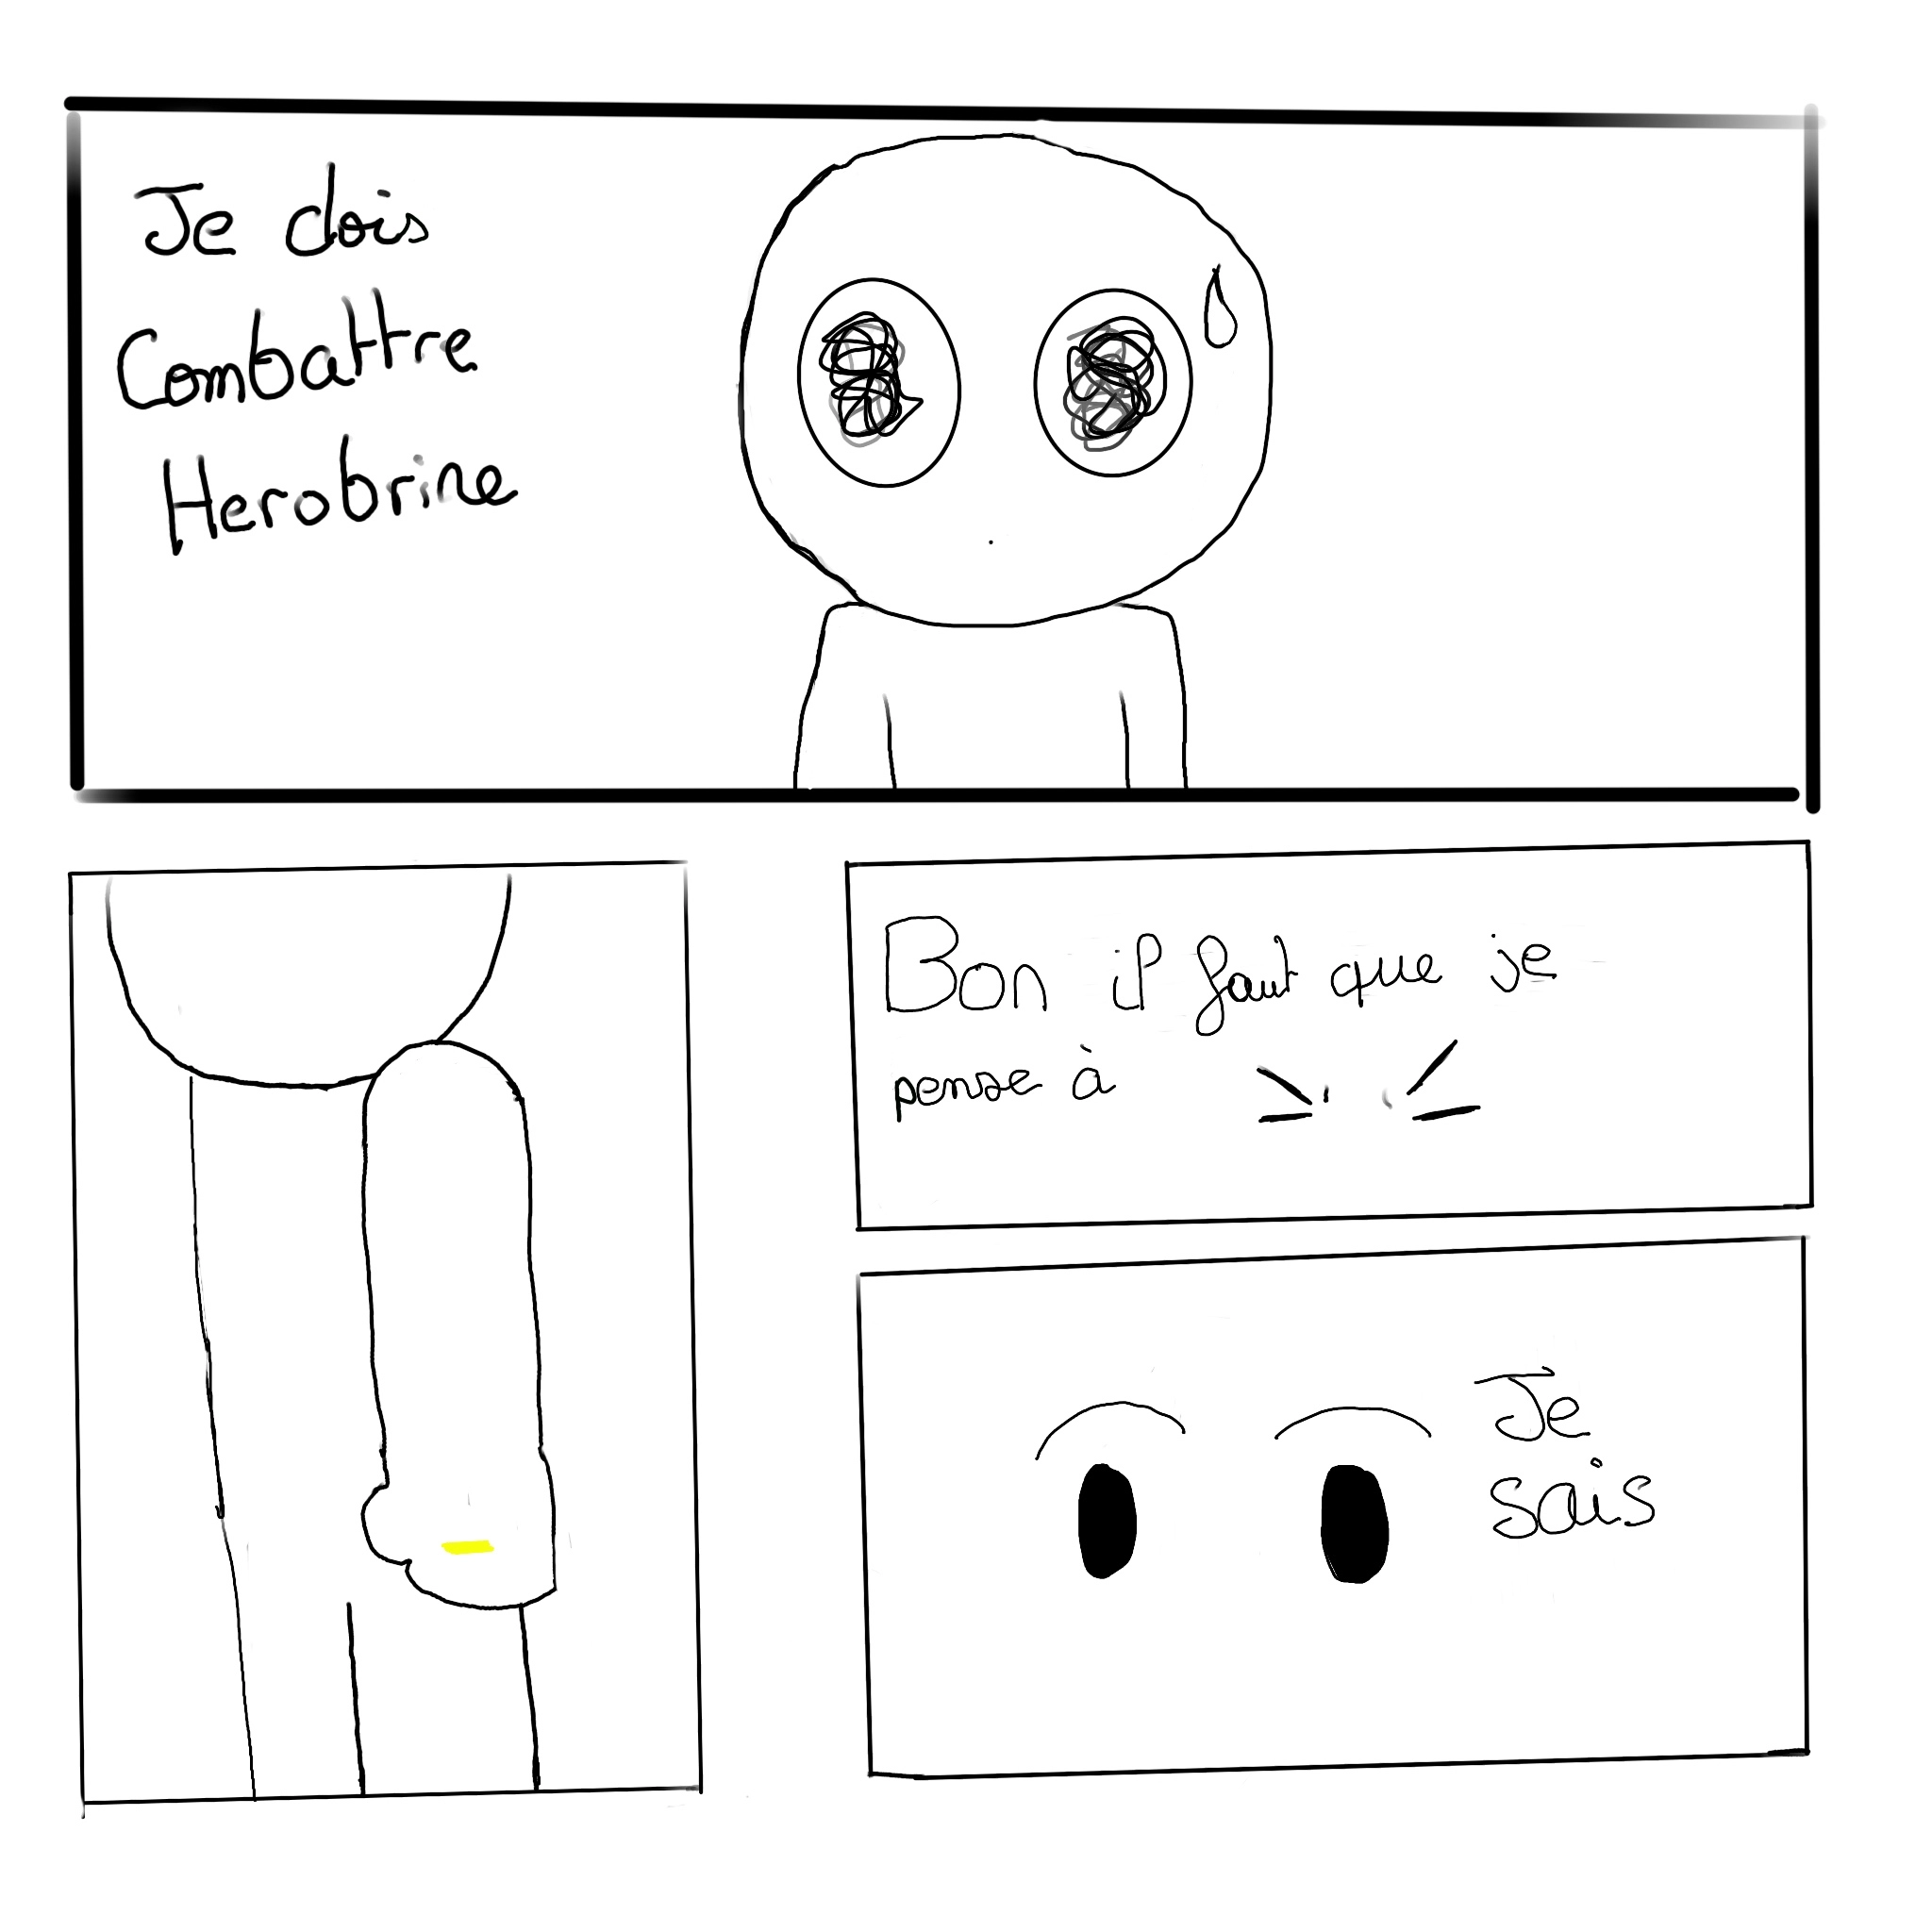 Je dois
Combattre
Herobrine
Bon il faut que je
pense à
Je
sais